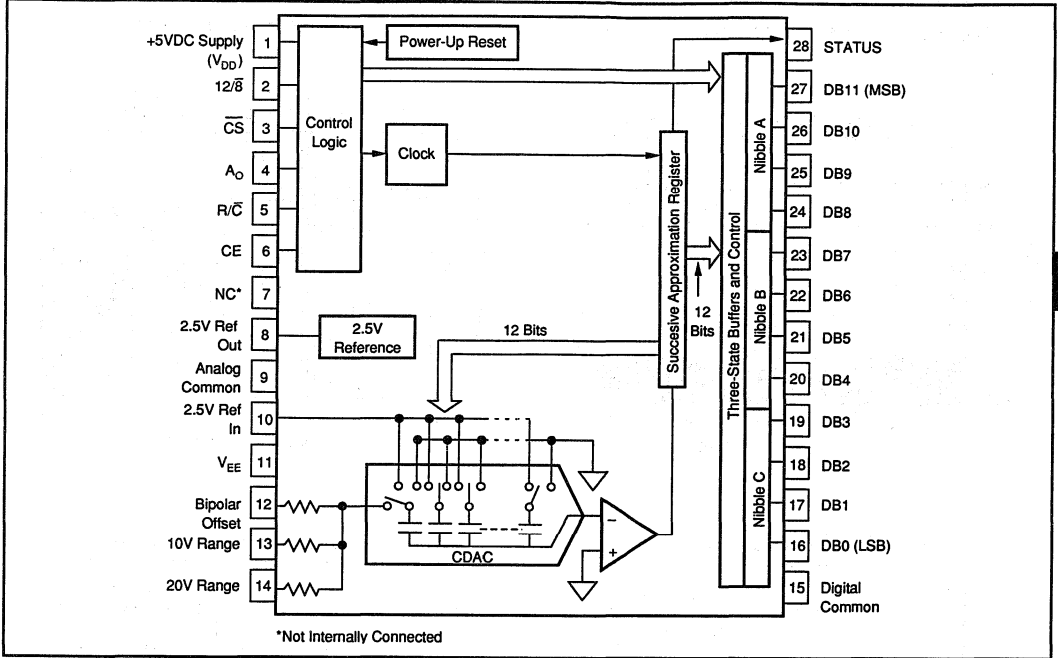 +5VDC Supply
(VDD)
1
12/8̅
2
C̅S̅
3
AO
4
R/C̅
5
CE
6
NC*
7
2.5V Ref
Out
8
Analog
Common
9
2.5V Ref
In
10
VEE
11
Bipolar
Offset
12
10V Range
13
20V Range
14
Control
Logic
Power-Up Reset
Clock
2.5V
Reference
12 Bits
CDAC
−
+
Succesive Approximation Register
12
Bits
Three-State Buffers and Control
Nibble A
Nibble B
Nibble C
28 STATUS
27 DB11 (MSB)
26 DB10
25 DB9
24 DB8
23 DB7
22 DB6
21 DB5
20 DB4
19 DB3
18 DB2
17 DB1
16 DB0 (LSB)
15 Digital
Common
*Not Internally Connected